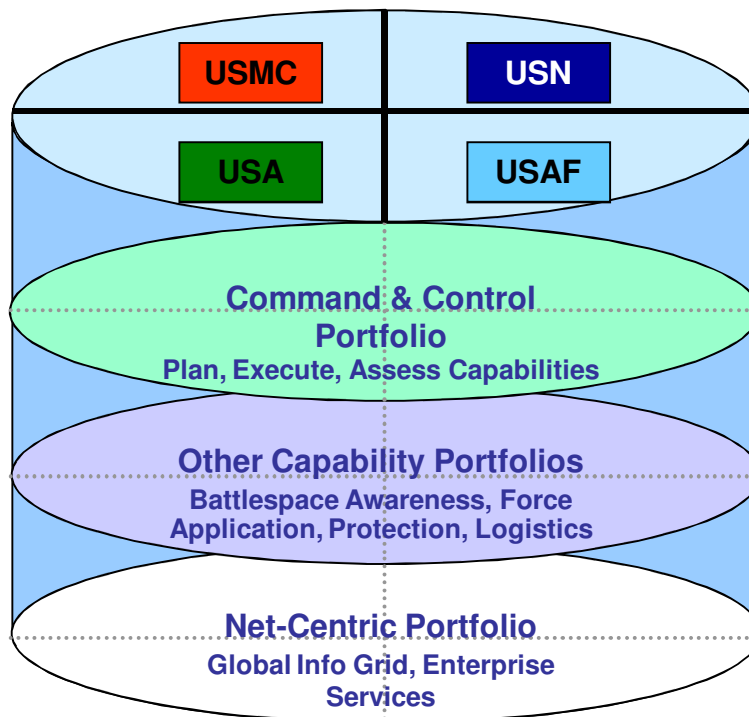 USMC
USN
USA
USAF
Command & Control
Portfolio
Plan, Execute, Assess Capabilities
Other Capability Portfolios
Battlespace Awareness, Force
Application, Protection, Logistics
Net-Centric Portfolio
Global Info Grid, Enterprise
Services